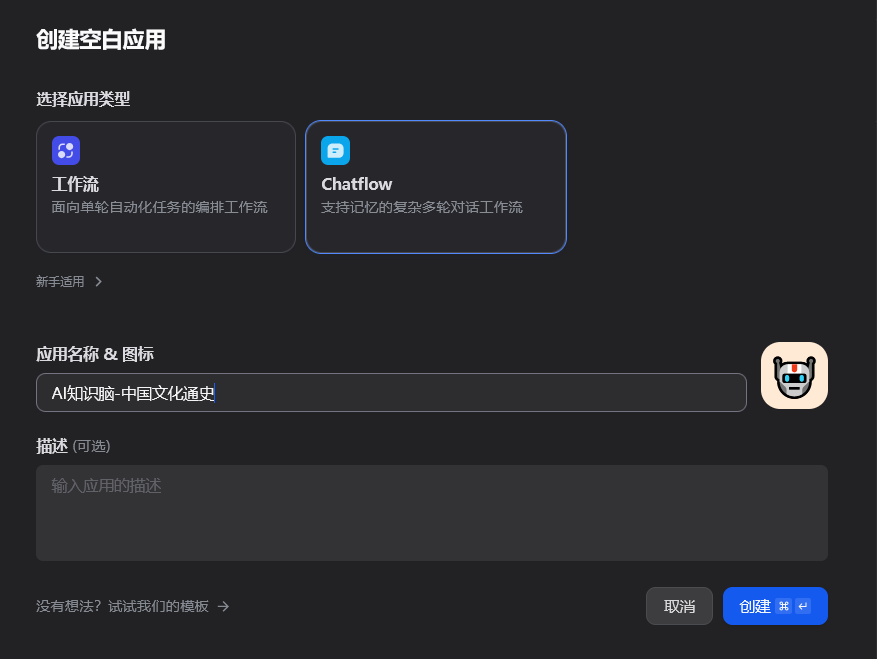 创建空白应用
选择应用类型
工作流
面向单轮自动化任务的编排工作流
Chatflow
支持记忆的复杂多轮对话工作流
新手适用 >
应用名称 & 图标
AI知识脑-中国文化通史
描述 (可选)
输入应用的描述
没有想法？试试我们的模板 →
取消
创建 ⌘ ↵